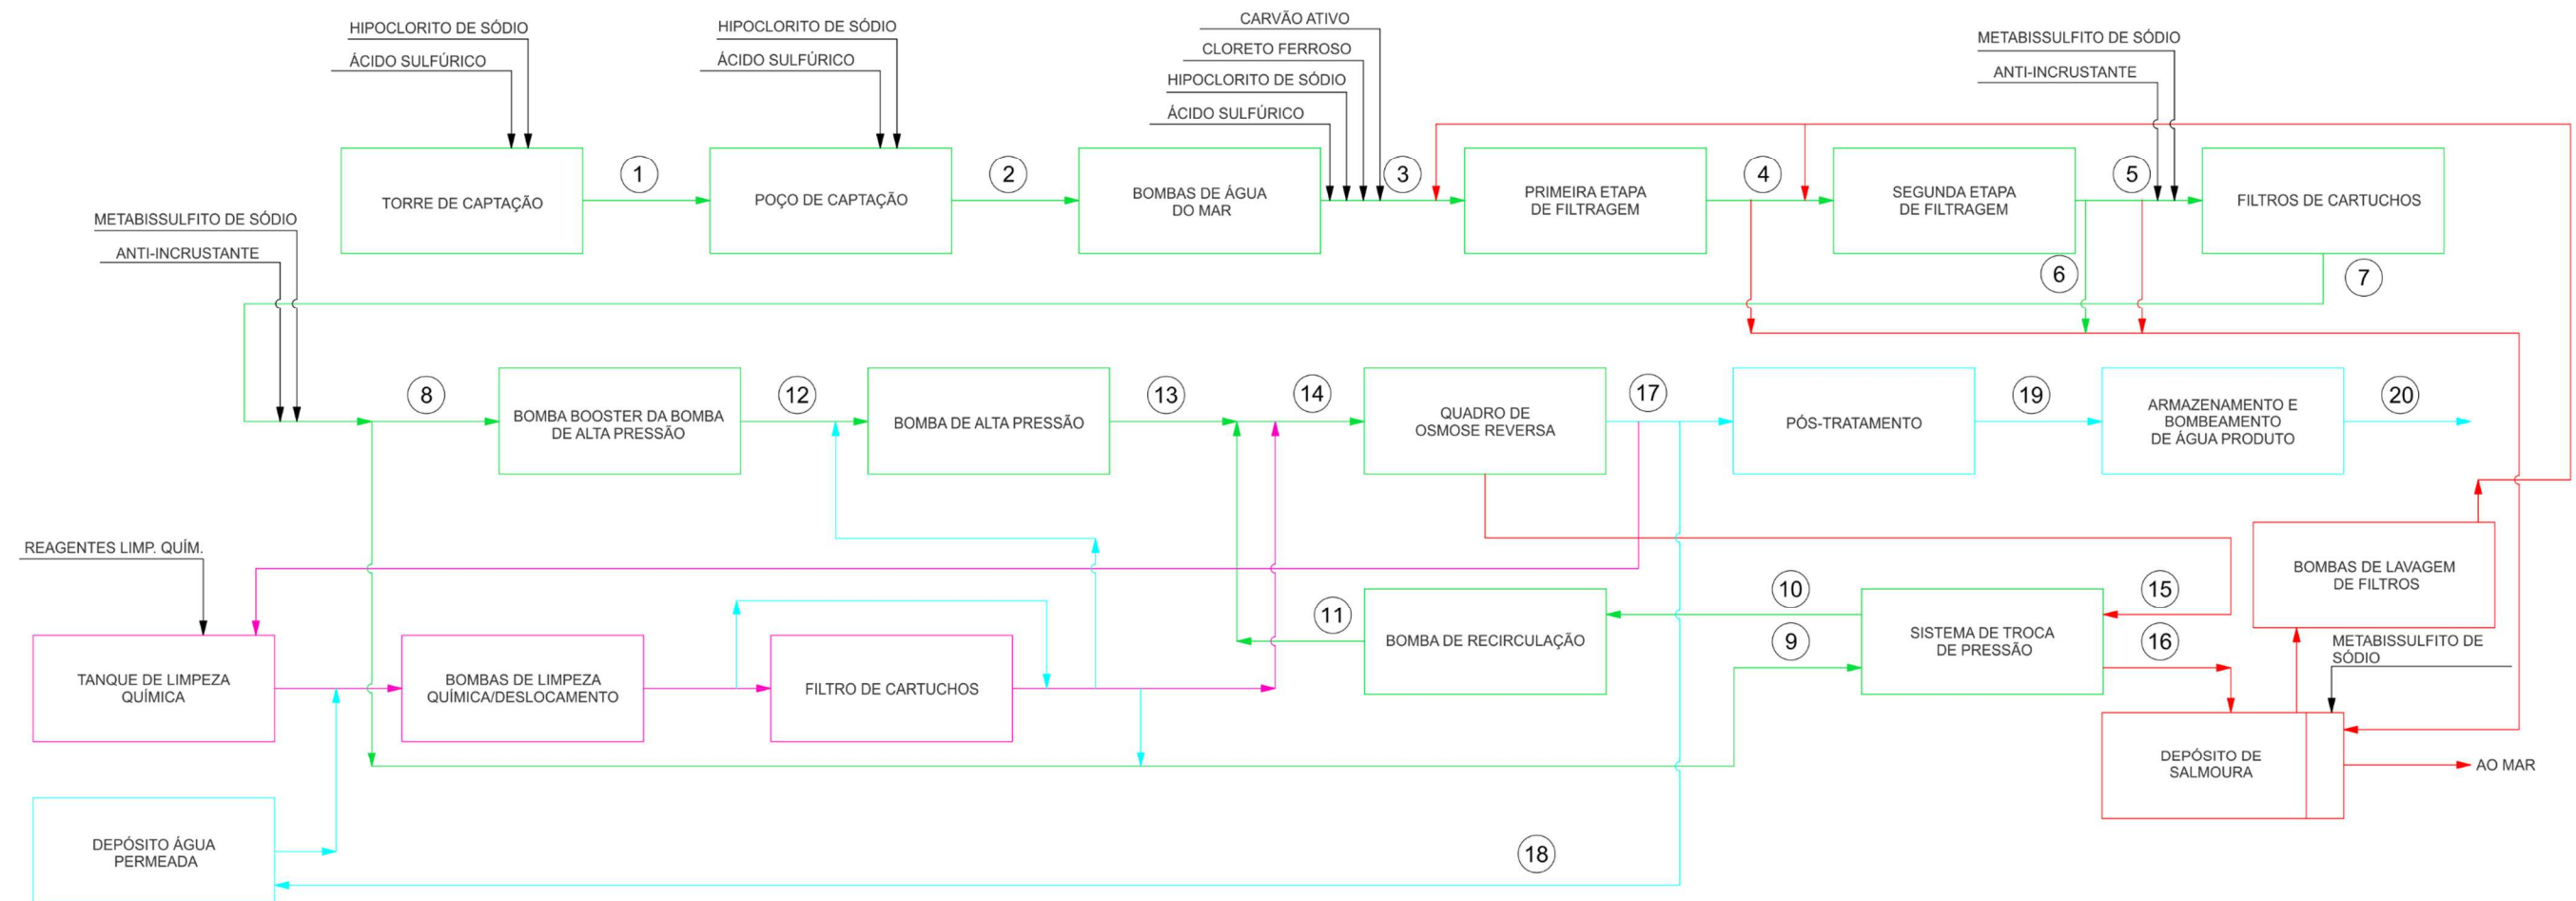 HIPOCLORITO DE SÓDIO
ÁCIDO SULFÚRICO
HIPOCLORITO DE SÓDIO
ÁCIDO SULFÚRICO
CARVÃO ATIVO
CLORETO FERROSO
HIPOCLORITO DE SÓDIO
ÁCIDO SULFÚRICO
METABISSULFITO DE SÓDIO
ANTI-INCRUSTANTE
TORRE DE CAPTAÇÃO
1
POÇO DE CAPTAÇÃO
2
BOMBAS DE ÁGUA
DO MAR
3
PRIMEIRA ETAPA
DE FILTRAGEM
4
SEGUNDA ETAPA
DE FILTRAGEM
5
FILTROS DE CARTUCHOS
6
7
METABISSULFITO DE SÓDIO
ANTI-INCRUSTANTE
8
BOMBA BOOSTER DA BOMBA
DE ALTA PRESSÃO
12
BOMBA DE ALTA PRESSÃO
13
14
QUADRO DE
OSMOSE REVERSA
17
PÓS-TRATAMENTO
19
ARMAZENAMENTO E
BOMBEAMENTO
DE ÁGUA PRODUTO
20
REAGENTES LIMP. QUÍM.
TANQUE DE LIMPEZA
QUÍMICA
BOMBAS DE LIMPEZA
QUÍMICA/DESLOCAMENTO
FILTRO DE CARTUCHOS
11
BOMBA DE RECIRCULAÇÃO
10
9
SISTEMA DE TROCA
DE PRESSÃO
15
16
BOMBAS DE LAVAGEM
DE FILTROS
METABISSULFITO DE
SÓDIO
DEPÓSITO DE
SALMOURA
AO MAR
DEPÓSITO ÁGUA
PERMEADA
18